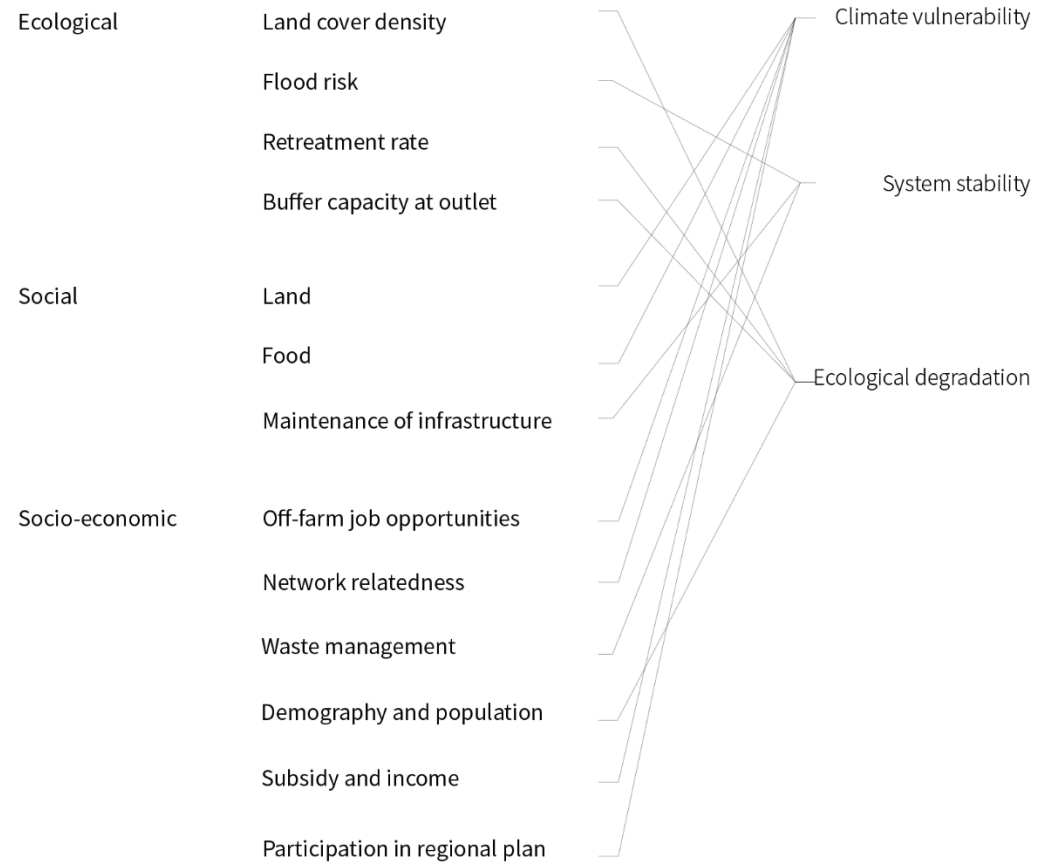 Ecological
Land cover density
Flood risk
Retreatment rate
Buffer capacity at outlet
Social
Land
Food
Maintenance of infrastructure
Socio-economic
Off-farm job opportunities
Network relatedness
Waste management
Demography and population
Subsidy and income
Participation in regional plan
Climate vulnerability
System stability
Ecological degradation